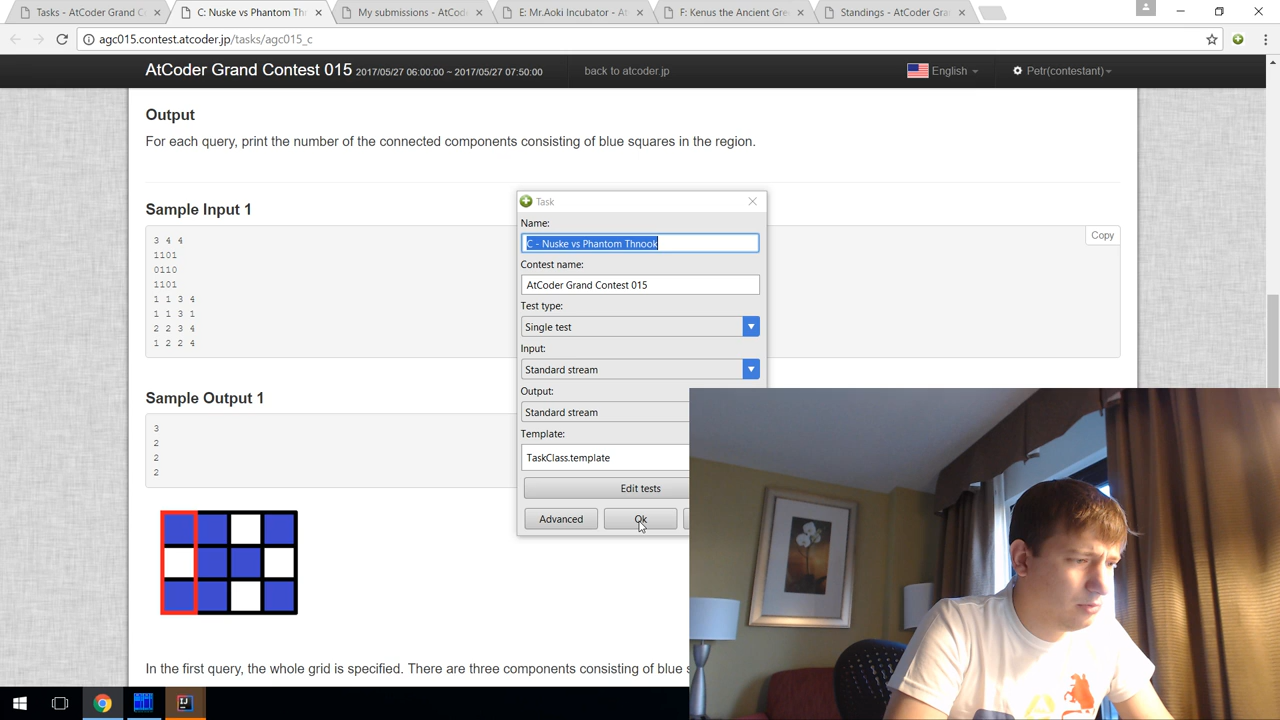 Tasks - AtCoder Grand C
C: Nuske vs Phantom Th
My submissions - AtCod
E: Mr.Aoki Incubator - A
F: Kenus the Ancient Gre
Standings - AtCoder Gra
agc015.contest.atcoder.jp/tasks/agc015_c
AtCoder Grand Contest 015 2017/05/27 06:00:00 ~ 2017/05/27 07:50:00
back to atcoder.jp
English
Petr(contestant)
Output
For each query, print the number of the connected components consisting of blue squares in the region.
Sample Input 1
Copy
3 4 4
1101
0110
1101
1 1 3 4
1 1 3 1
2 2 3 4
1 2 2 4
Sample Output 1
3
2
2
2
In the first query, the whole grid is specified. There are three components consisting of blue s
Task
Name:
C - Nuske vs Phantom Thnook
Contest name:
AtCoder Grand Contest 015
Test type:
Single test
Input:
Standard stream
Output:
Standard stream
Template:
TaskClass.template
Edit tests
Advanced
Ok